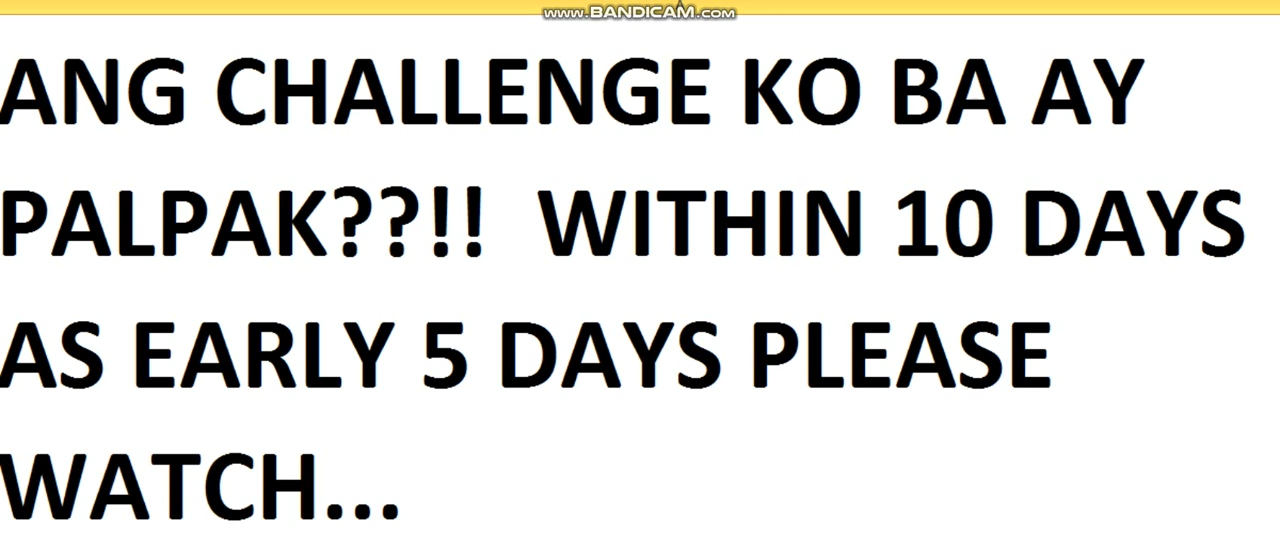 www.BANDICAM.com
ANG CHALLENGE KO BA AY
PALPAK??!!  WITHIN 10 DAYS
AS EARLY 5 DAYS PLEASE
WATCH...